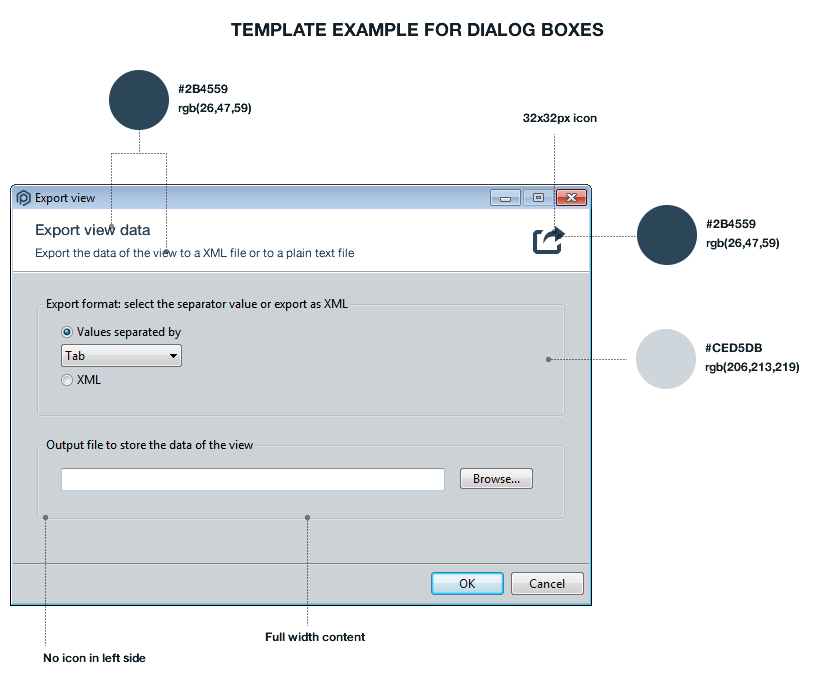 TEMPLATE EXAMPLE FOR DIALOG BOXES
#2B4559
rgb(26,47,59)
32x32px icon
Export view
Export view data
Export the data of the view to a XML file or to a plain text file
#2B4559
rgb(26,47,59)
Export format: select the separator value or export as XML
Values separated by
Tab
XML
#CED5DB
rgb(206,213,219)
Output file to store the data of the view
Browse...
OK
Cancel
Full width content
No icon in left side